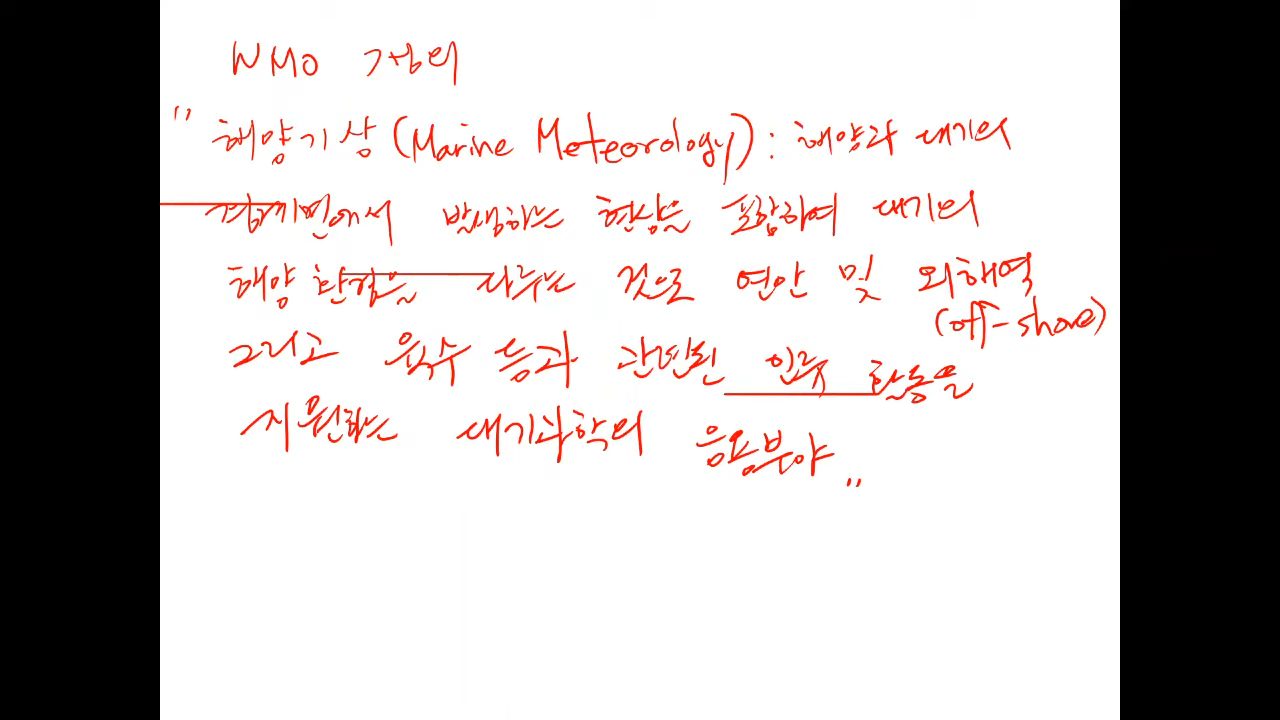 WMO 정의
" 해양기상 (Marine Meteorology) : 해양과 대기의
경계면에서 발생하는 현상을 포함하여 대기의
해양 환경을 다루는 것으로 연안 및 외해역
(off-shore)
그리고 육수 등과 관련된 인류 활동을
지원하는 대기과학의 응용분야 "